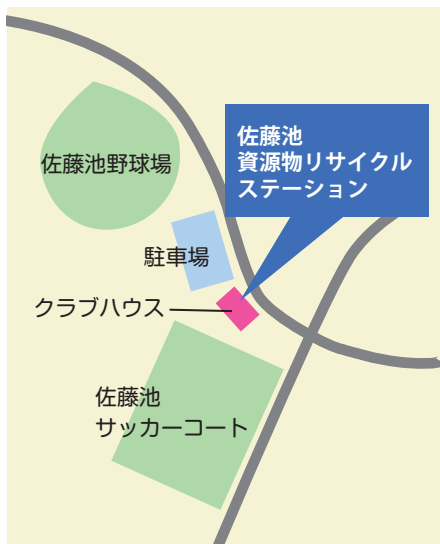 佐藤池
資源物リサイクル
ステーション
佐藤池野球場
駐車場
クラブハウス
佐藤池
サッカーコート